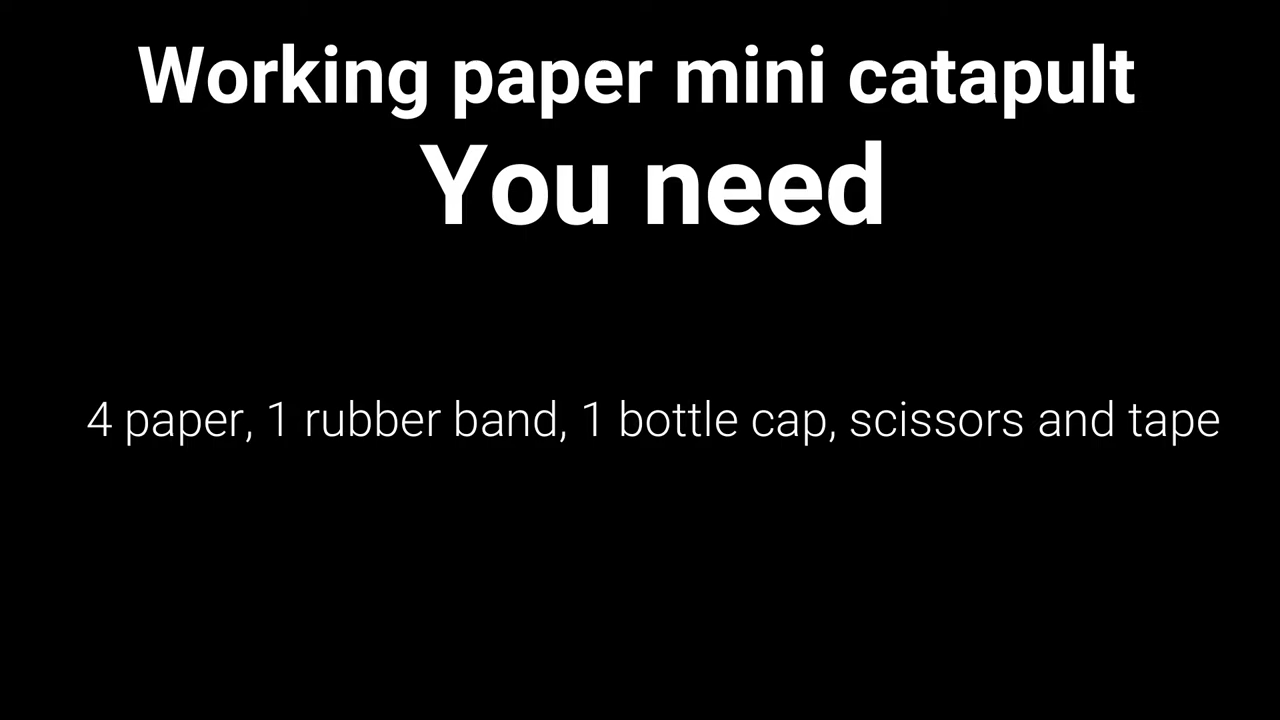 Working paper mini catapult
You need
4 paper, 1 rubber band, 1 bottle cap, scissors and tape